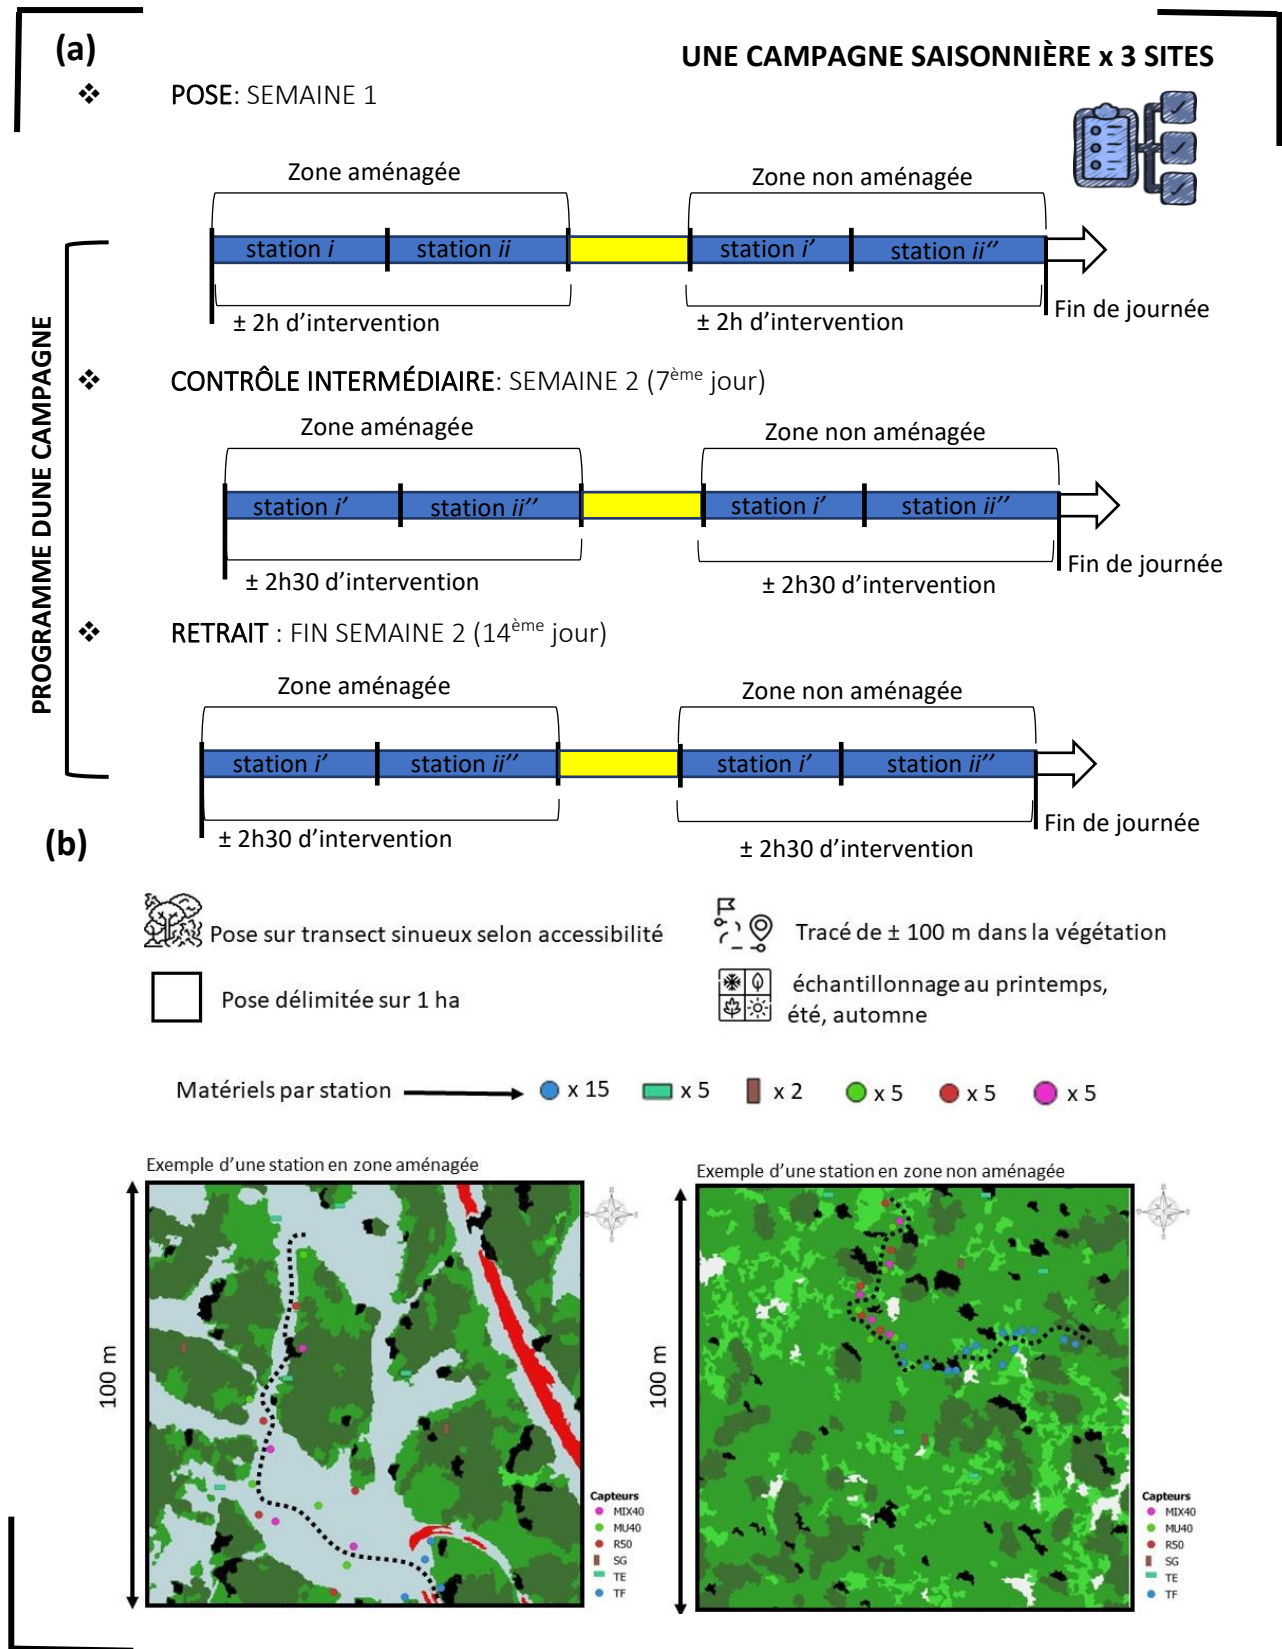 (a)
UNE CAMPAGNE SAISONNIÈRE x 3 SITES
❖ POSE: SEMAINE 1
Zone aménagée
Zone non aménagée
station i
station ii
station i’
station ii’’
± 2h d’intervention
± 2h d’intervention
Fin de journée
PROGRAMME DUNE CAMPAGNE
❖ CONTRÔLE INTERMÉDIAIRE: SEMAINE 2 (7ème jour)
Zone aménagée
Zone non aménagée
station i’
station ii’’
station i’
station ii’’
± 2h30 d’intervention
± 2h30 d’intervention
Fin de journée
❖ RETRAIT : FIN SEMAINE 2 (14ème jour)
Zone aménagée
Zone non aménagée
station i’
station ii’’
station i’
station ii’’
± 2h30 d’intervention
± 2h30 d’intervention
Fin de journée
(b)
Pose sur transect sinueux selon accessibilité
Tracé de ± 100 m dans la végétation
Pose délimitée sur 1 ha
échantillonnage au printemps,
été, automne
Matériels par station
x 15
x 5
x 2
x 5
x 5
x 5
Exemple d’une station en zone aménagée
Exemple d’une station en zone non aménagée
100 m
100 m
Capteurs
MIX40
MU40
R50
SG
TE
TF
Capteurs
MIX40
MU40
R50
SG
TE
TF